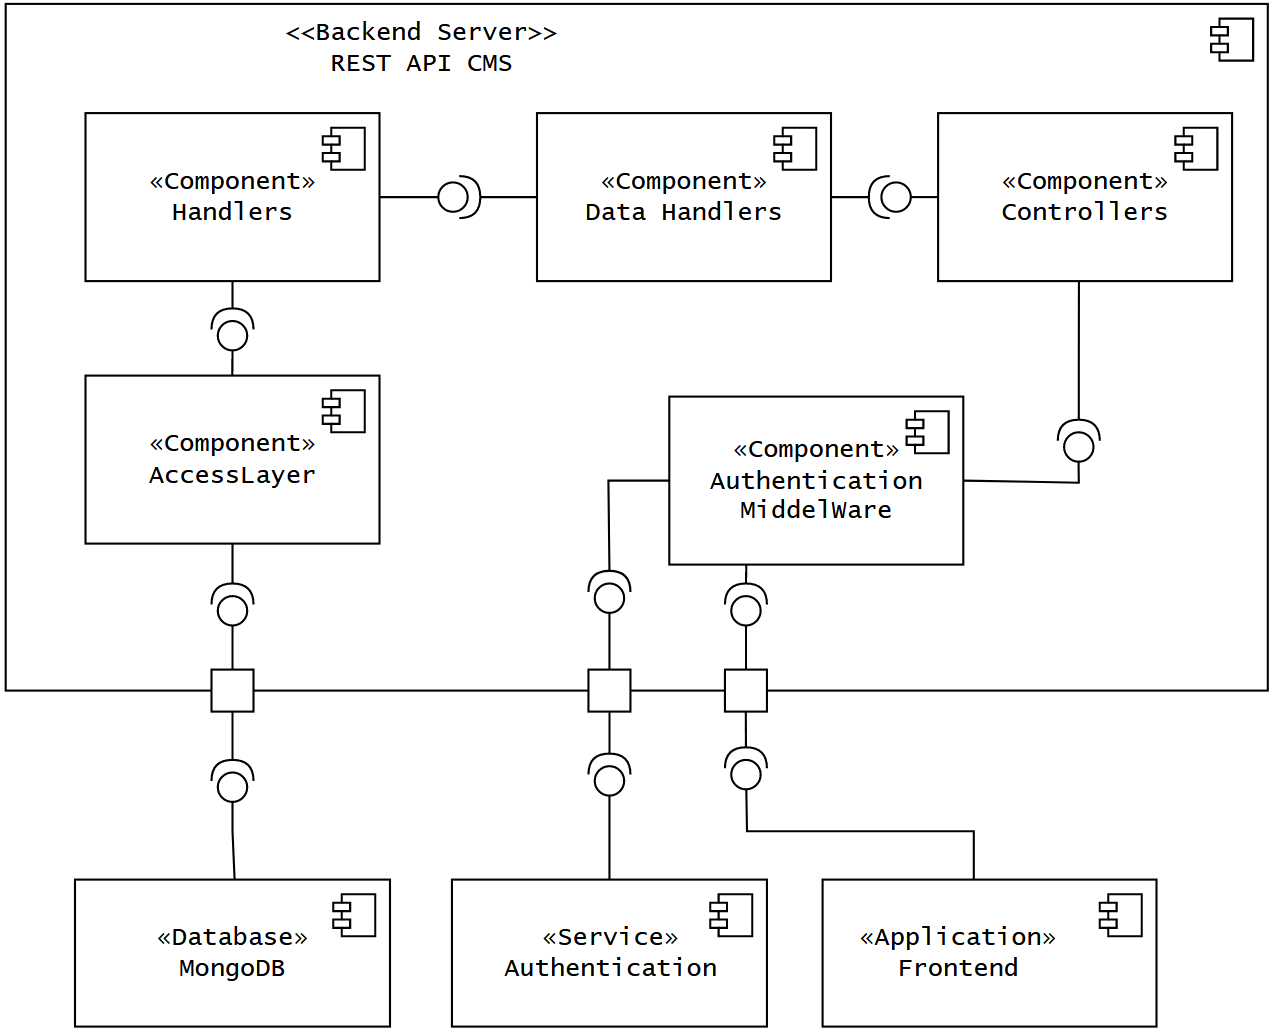 <<Backend Server>>
REST API CMS
«Component»
Handlers
«Component»
Data Handlers
«Component»
Controllers
«Component»
AccessLayer
«Component»
Authentication
MiddelWare
«Database»
MongoDB
«Service»
Authentication
«Application»
Frontend